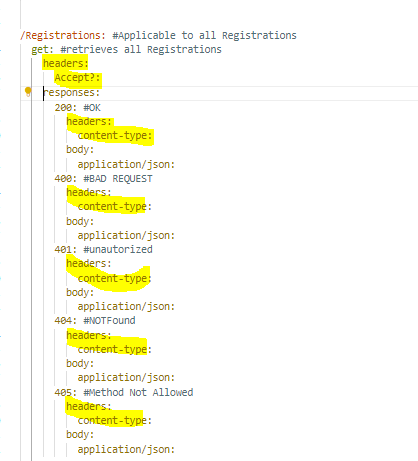 /Registrations: #Applicable to all Registrations
get: #retrieves all Registrations
headers:
Accept?:
responses:
200: #OK
headers:
content-type:
body:
application/json:
400: #BAD REQUEST
headers:
content-type:
body:
application/json:
401: #unautorized
headers:
content-type:
body:
application/json:
404: #NOTFound
headers:
content-type:
body:
application/json:
405: #Method Not Allowed
headers:
content-type:
body:
application/json: